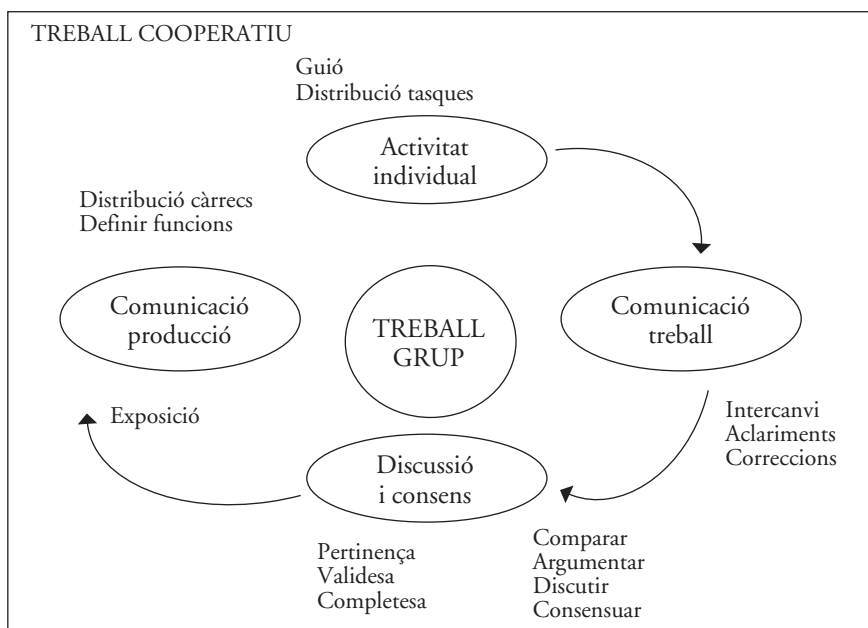 TREBALL COOPERATIU
Guió
Distribució tasques
Activitat
individual
Distribució càrrecs
Definir funcions
Comunicació
producció
TREBALL
GRUP
Comunicació
treball
Exposició
Intercanvi
Aclariments
Correccions
Discussió
i consens
Pertinença
Validesa
Completesa
Comparar
Argumentar
Discutir
Consensuar